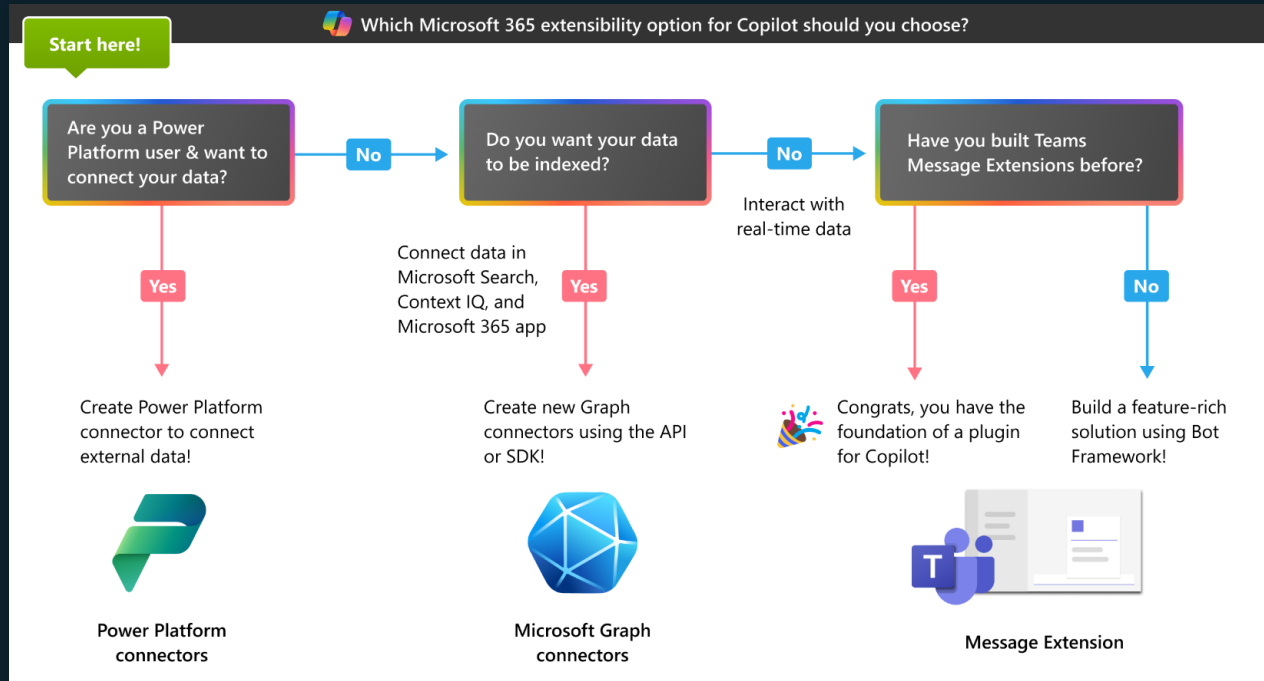 Which Microsoft 365 extensibility option for Copilot should you choose?
Start here!
Are you a Power
Platform user & want to
connect your data?
No
Do you want your data
to be indexed?
No
Interact with
real-time data
Have you built Teams
Message Extensions before?
Yes
Connect data in
Microsoft Search,
Context IQ, and
Microsoft 365 app
Yes
Yes
No
Create Power Platform
connector to connect
external data!
Create new Graph
connectors using the API
or SDK!
Congrats, you have the
foundation of a plugin
for Copilot!
Build a feature-rich
solution using Bot
Framework!
T
Power Platform
connectors
Microsoft Graph
connectors
Message Extension